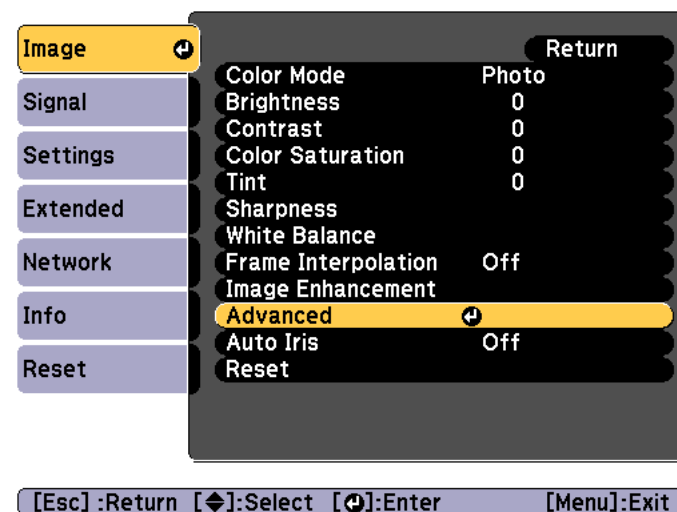 Image
Signal
Settings
Extended
Network
Info
Reset
Return
Color Mode Photo
Brightness 0
Contrast 0
Color Saturation 0
Tint 0
Sharpness
White Balance
Frame Interpolation Off
Image Enhancement
Advanced
Auto Iris Off
Reset
[Esc] :Return [◆]:Select [↵]:Enter [Menu]:Exit